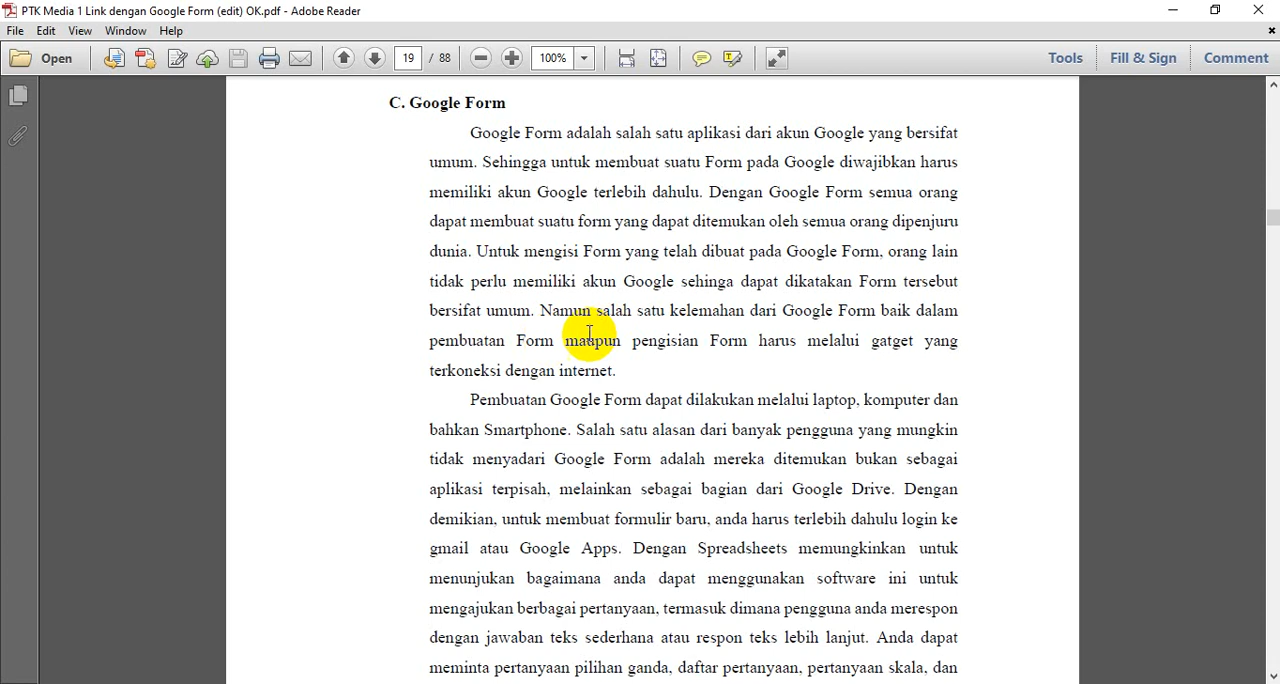 PTK Media 1 Link dengan Google Form (edit) OK.pdf - Adobe Reader
File Edit View Window Help
Open 19 / 88 100% Tools Fill & Sign Comment
C. Google Form
Google Form adalah salah satu aplikasi dari akun Google yang bersifat
umum. Sehingga untuk membuat suatu Form pada Google diwajibkan harus
memiliki akun Google terlebih dahulu. Dengan Google Form semua orang
dapat membuat suatu form yang dapat ditemukan oleh semua orang dipenjuru
dunia. Untuk mengisi Form yang telah dibuat pada Google Form, orang lain
tidak perlu memiliki akun Google sehinga dapat dikatakan Form tersebut
bersifat umum. Namun salah satu kelemahan dari Google Form baik dalam
pembuatan Form maupun pengisian Form harus melalui gatget yang
terkoneksi dengan internet.
Pembuatan Google Form dapat dilakukan melalui laptop, komputer dan
bahkan Smartphone. Salah satu alasan dari banyak pengguna yang mungkin
tidak menyadari Google Form adalah mereka ditemukan bukan sebagai
aplikasi terpisah, melainkan sebagai bagian dari Google Drive. Dengan
demikian, untuk membuat formulir baru, anda harus terlebih dahulu login ke
gmail atau Google Apps. Dengan Spreadsheets memungkinkan untuk
menunjukan bagaimana anda dapat menggunakan software ini untuk
mengajukan berbagai pertanyaan, termasuk dimana pengguna anda merespon
dengan jawaban teks sederhana atau respon teks lebih lanjut. Anda dapat
meminta pertanyaan pilihan ganda, daftar pertanyaan, pertanyaan skala, dan